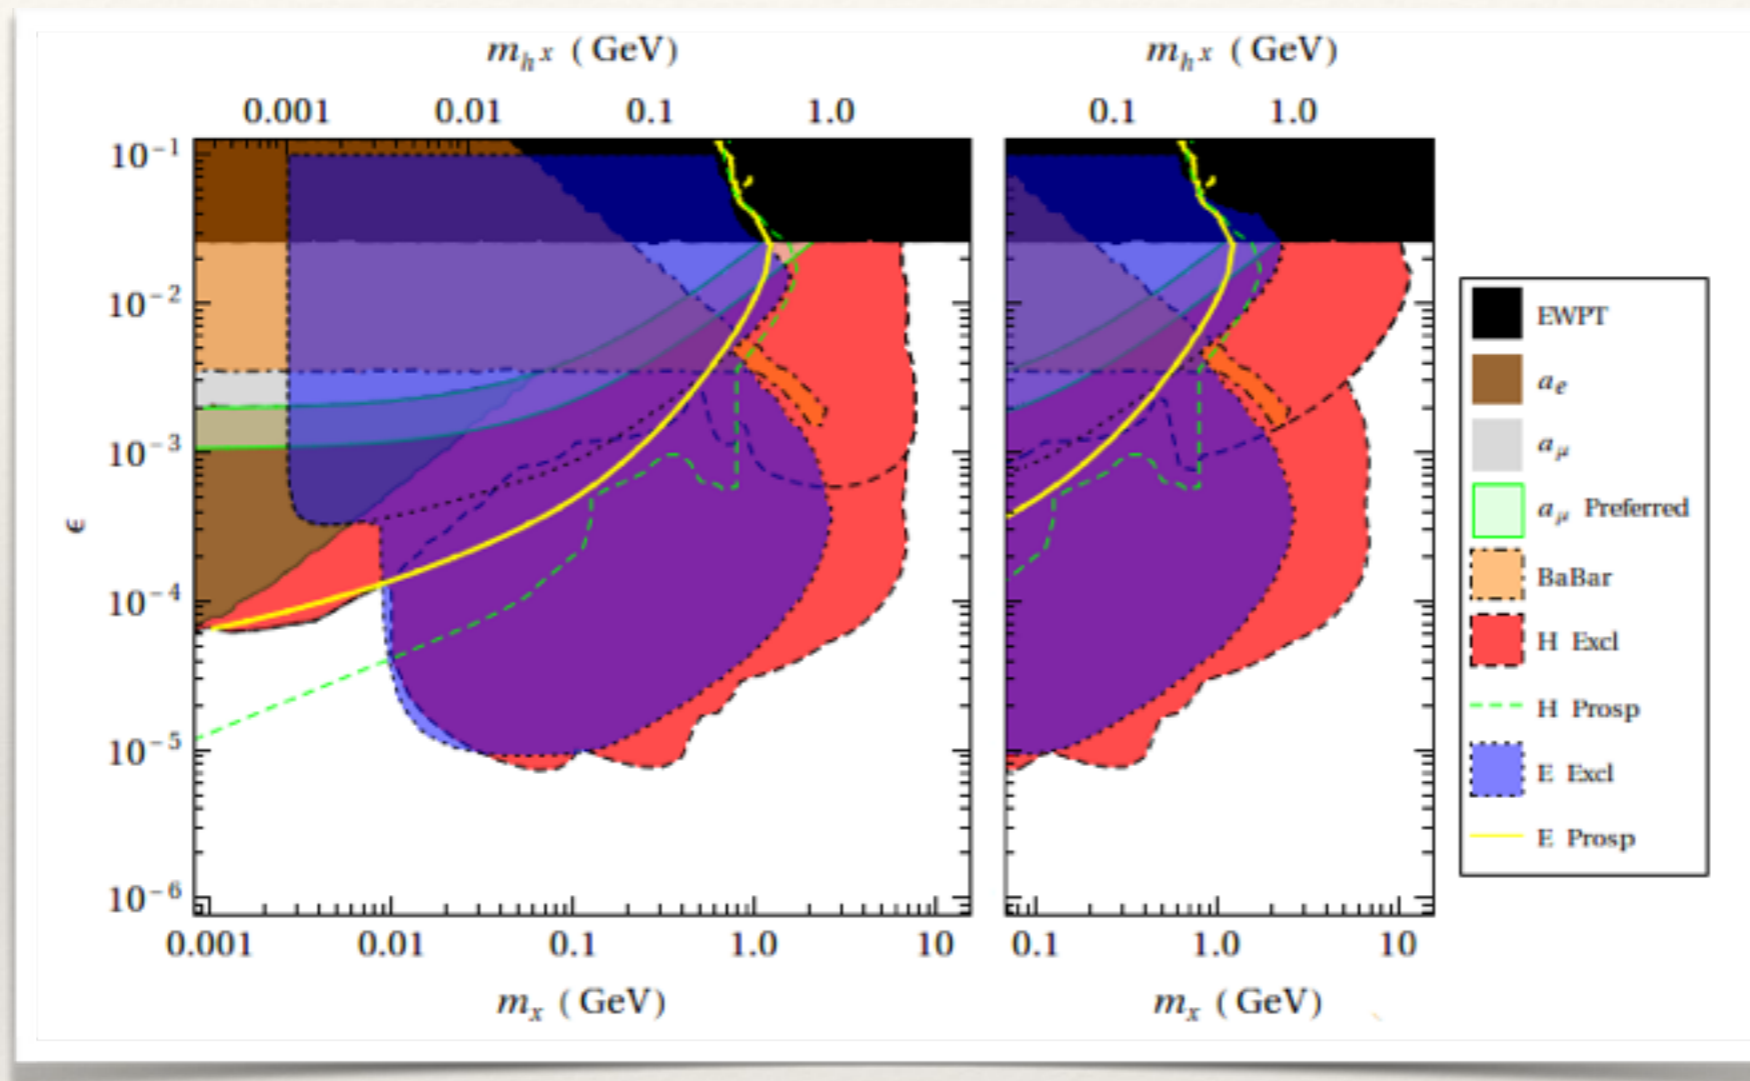 m_h^x ( GeV) m_h^x ( GeV)
0.001 0.01 0.1 1.0 0.1 1.0
10^-1
10^-2
10^-3
ϵ
10^-4
10^-5
10^-6
0.001 0.01 0.1 1.0 10 0.1 1.0 10
m_x ( GeV) m_x ( GeV)
EWPT
a_e
a_μ
a_μ Preferred
BaBar
H Excl
H Prosp
E Excl
E Prosp